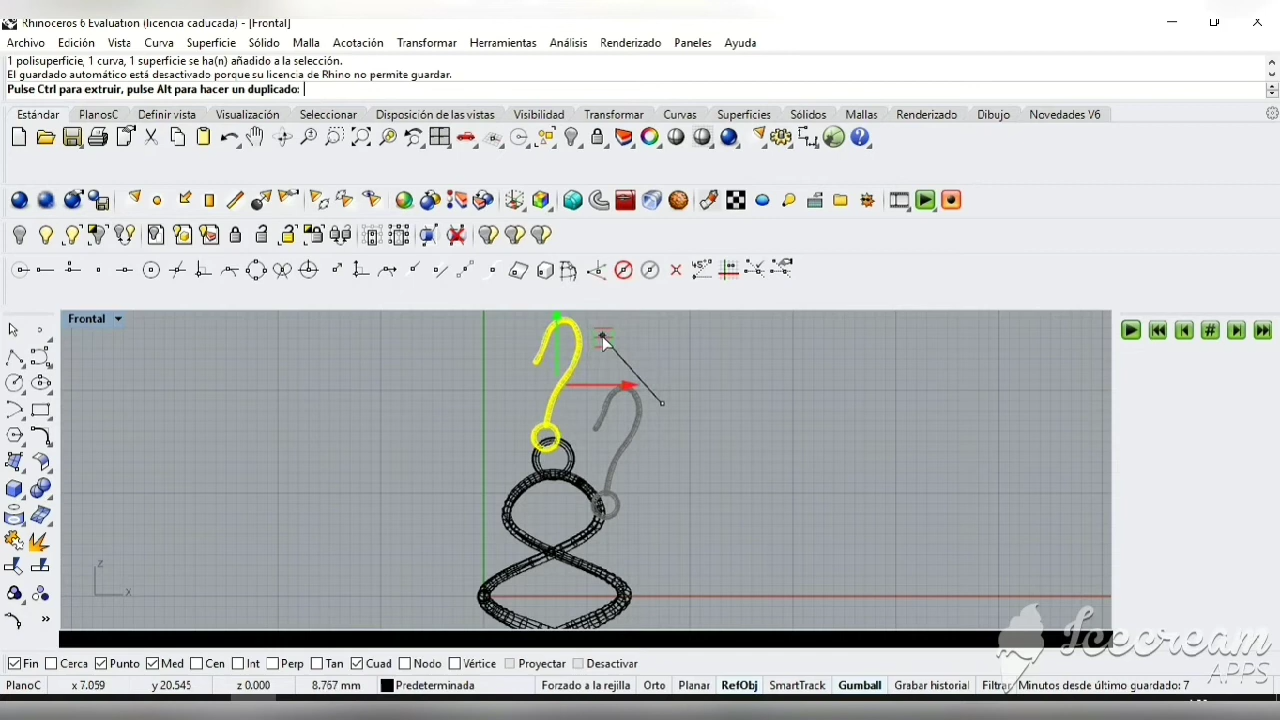 Rhinoceros 6 Evaluation (licencia caducada) - [Frontal]
Archivo Edición Vista Curva Superficie Sólido Malla Acotación Transformar Herramientas Análisis Renderizado Paneles Ayuda
1 polisuperficie, 1 curva, 1 superficie se ha(n) añadido a la selección.
El guardado automático está desactivado porque su licencia de Rhino no permite guardar.
Pulse Ctrl para extruir, pulse Alt para hacer un duplicado:
Estándar PlanosC Definir vista Visualización Seleccionar Disposición de las vistas Visibilidad Transformar Curvas Superficies Sólidos Mallas Renderizado Dibujo Novedades V6
Frontal
z
x
Fin Cerca Punto Med Cen Int Perp Tan Cuad Nodo Vértice Proyectar Desactivar
Icecream
APPS
PlanoC x 7.059 y 20.545 z 0.000 8.767 mm Predeterminada Forzado a la rejilla Orto Planar RefObj SmartTrack Gumball Grabar historial Filtrar Minutos desde último guardado: 7